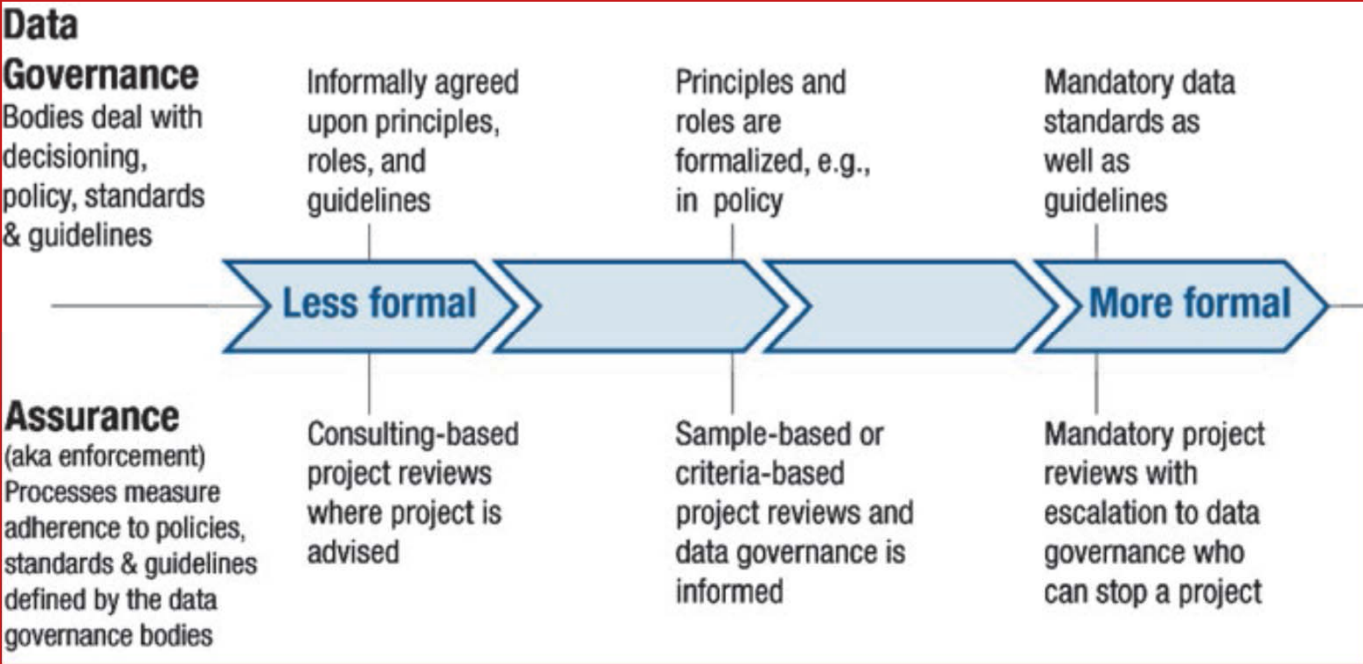 Data
Governance
Bodies deal with
decisioning,
policy, standards
& guidelines
Informally agreed
upon principles,
roles, and
guidelines
Principles and
roles are
formalized, e.g.,
in policy
Mandatory data
standards as
well as
guidelines
Less formal
More formal
Assurance
(aka enforcement)
Processes measure
adherence to policies,
standards & guidelines
defined by the data
governance bodies
Consulting-based
project reviews
where project is
advised
Sample-based or
criteria-based
project reviews and
data governance is
informed
Mandatory project
reviews with
escalation to data
governance who
can stop a project